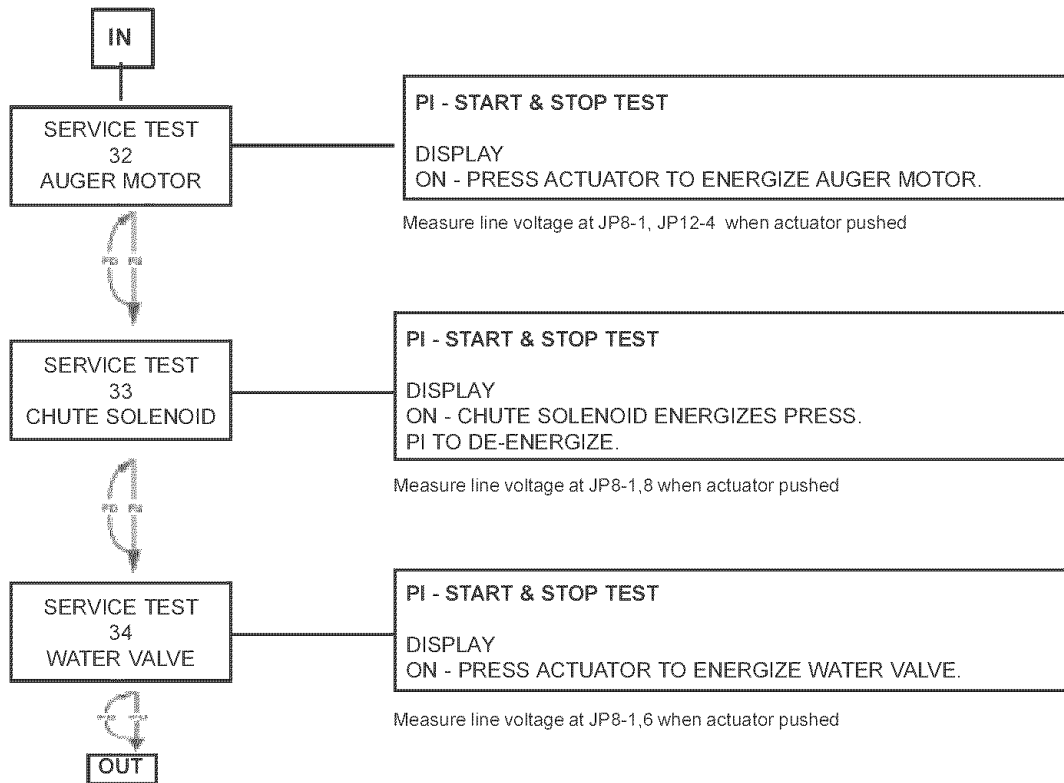 IN
SERVICE TEST
32
AUGER MOTOR
PI - START & STOP TEST
DISPLAY
ON - PRESS ACTUATOR TO ENERGIZE AUGER MOTOR.
Measure line voltage at JP8-1, JP12-4 when actuator pushed
SERVICE TEST
33
CHUTE SOLENOID
PI - START & STOP TEST
DISPLAY
ON - CHUTE SOLENOID ENERGIZES PRESS.
PI TO DE-ENERGIZE.
Measure line voltage at JP8-1,8 when actuator pushed
SERVICE TEST
34
WATER VALVE
PI - START & STOP TEST
DISPLAY
ON - PRESS ACTUATOR TO ENERGIZE WATER VALVE.
Measure line voltage at JP8-1,6 when actuator pushed
OUT